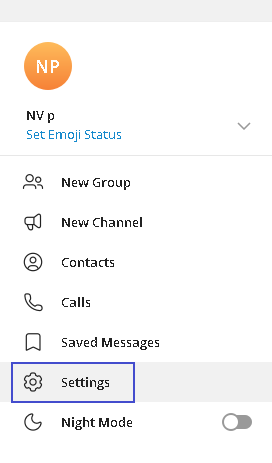 NP
NV p
Set Emoji Status
New Group
New Channel
Contacts
Calls
Saved Messages
Settings
Night Mode